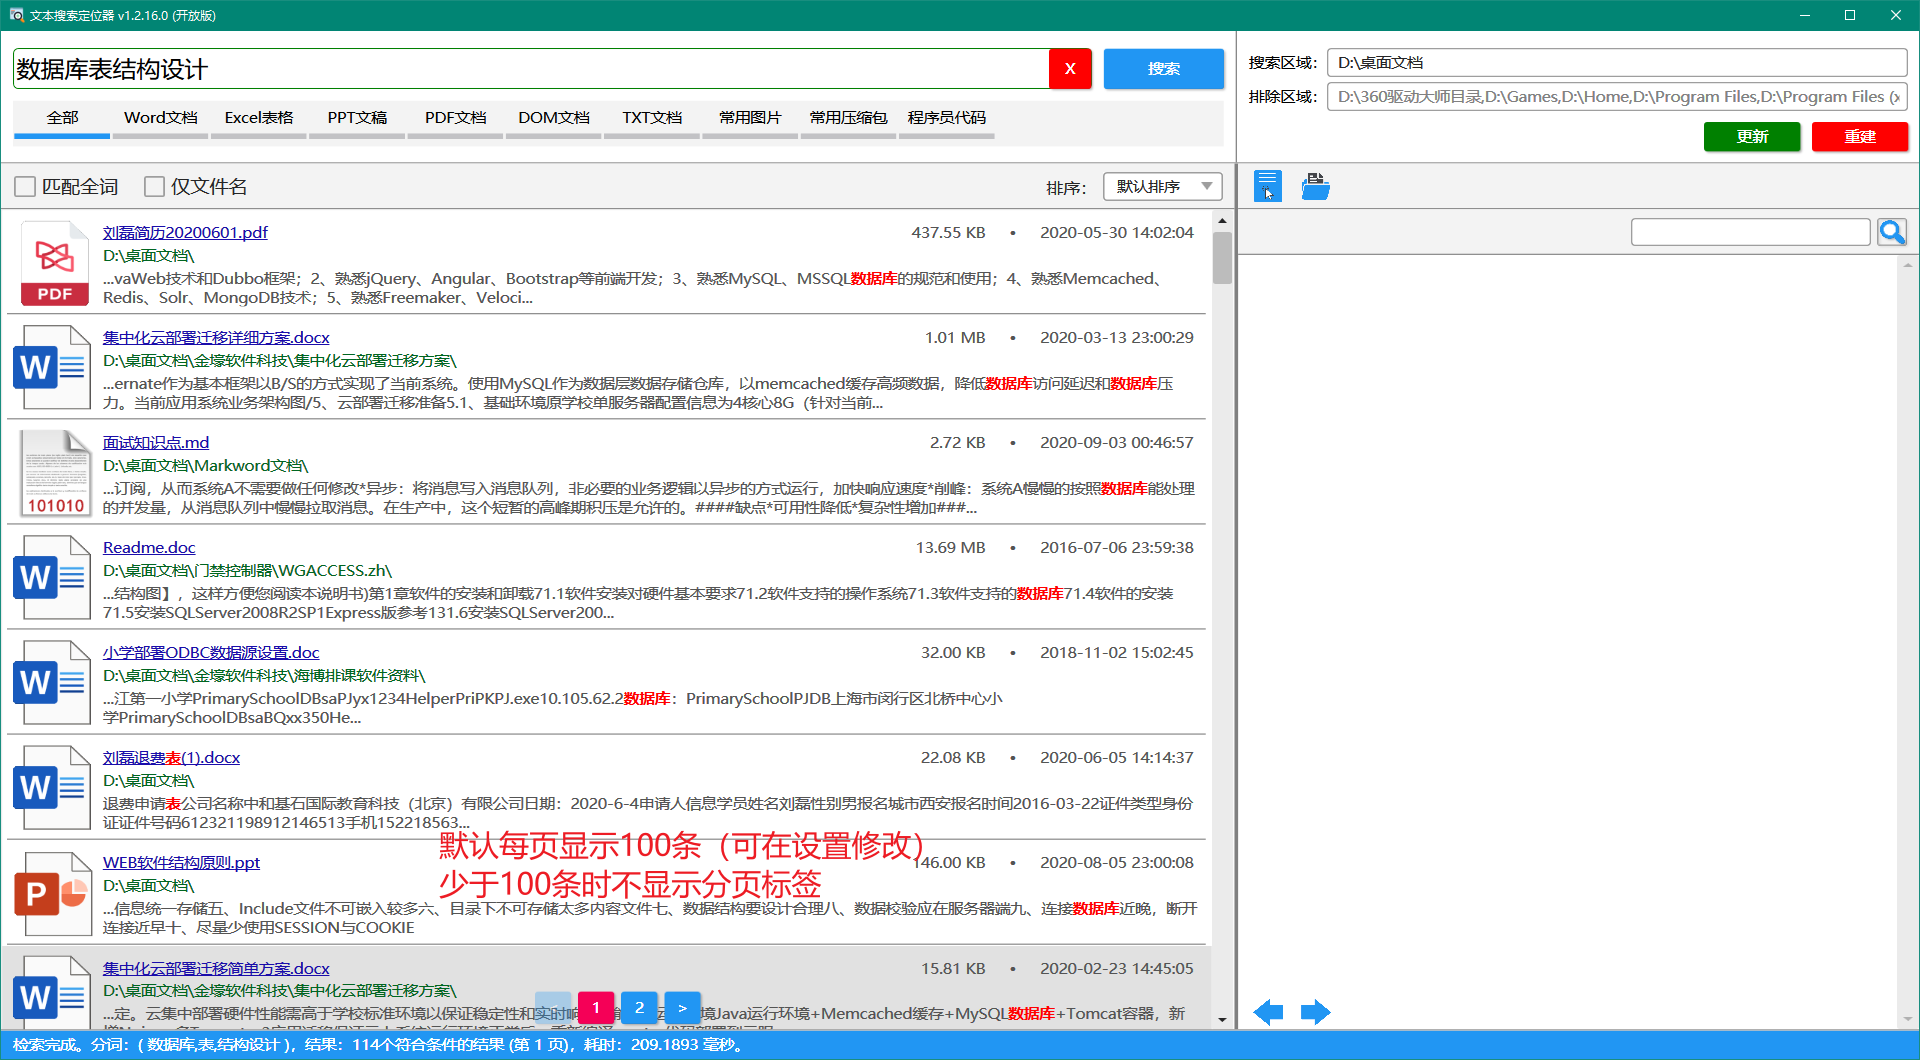 文本搜索定位器 v1.2.16.0 (开放版)
数据库表结构设计
X
搜索
搜索区域：
D:\桌面文档
排除区域：
D:\360驱动大师目录,D:\Games,D:\Home,D:\Program Files,D:\Program Files (x
更新
重建
全部
Word文档
Excel表格
PPT文稿
PDF文档
DOM文档
TXT文档
常用图片
常用压缩包
程序员代码
匹配全词
仅文件名
排序：
默认排序
刘磊简历20200601.pdf
437.55 KB • 2020-05-30 14:02:04
D:\桌面文档\
...vaWeb技术和Dubbo框架；2、熟悉jQuery、Angular、Bootstrap等前端开发；3、熟悉MySQL、MSSQL数据库的规范和使用；4、熟悉Memcached、
Redis、Solr、MongoDB技术；5、熟悉Freemaker、Veloci...
PDF
集中化云部署迁移详细方案.docx
1.01 MB • 2020-03-13 23:00:29
D:\桌面文档\金壕软件科技\集中化云部署迁移方案\
...ernate作为基本框架以B/S的方式实现了当前系统。使用MySQL作为数据层数据存储仓库，以memcached缓存高频数据，降低数据库访问延迟和数据库压
力。当前应用系统业务架构图/5、云部署迁移准备5.1、基础环境原学校单服务器配置信息为4核心8G（针对当前...
W
面试知识点.md
2.72 KB • 2020-09-03 00:46:57
D:\桌面文档\Markword文档\
...订阅，从而系统A不需要做任何修改*异步：将消息写入消息队列，非必要的业务逻辑以异步的方式运行，加快响应速度*削峰：系统A慢慢的按照数据库能处理
的并发量，从消息队列中慢慢拉取消息。在生产中，这个短暂的高峰期积压是允许的。####缺点*可用性降低*复杂性增加###...
101010
Readme.doc
13.69 MB • 2016-07-06 23:59:38
D:\桌面文档\门禁控制器\WGACCESS.zh\
...结构图】，这样方便您阅读本说明书)第1章软件的安装和卸载71.1软件安装对硬件基本要求71.2软件支持的操作系统71.3软件支持的数据库71.4软件的安装
71.5安装SQLServer2008R2SP1Express版参考131.6安装SQLServer200...
W
小学部署ODBC数据源设置.doc
32.00 KB • 2018-11-02 15:02:45
D:\桌面文档\金壕软件科技\海博排课软件资料\
...江第一小学PrimarySchoolDBsaPJyx1234HelperPriPKPJ.exe10.105.62.2数据库：PrimarySchoolPJDB上海市闵行区北桥中心小
学PrimarySchoolDBsaBQxx350He...
W
刘磊退费表(1).docx
22.08 KB • 2020-06-05 14:14:37
D:\桌面文档\
退费申请表公司名称中和基石国际教育科技（北京）有限公司日期：2020-6-4申请人信息学员姓名刘磊性别男报名城市西安报名时间2016-03-22证件类型身份
证证件号码612321198912146513手机152218563...
W
默认每页显示100条（可在设置修改）
少于100条时不显示分页标签
WEB软件结构原则.ppt
146.00 KB • 2020-08-05 23:00:08
D:\桌面文档\
...信息统一存储五、Include文件不可嵌入较多六、目录下不可存储太多内容文件七、数据结构要设计合理八、数据校验应在服务器端九、连接数据库近晚，断开
连接近早十、尽量少使用SESSION与COOKIE
P
集中化云部署迁移简单方案.docx
15.81 KB • 2020-02-23 14:45:05
D:\桌面文档\金壕软件科技\集中化云部署迁移方案\
...定。云集中部署硬件性能需高于学校标准环境以保证稳定性和实时响 境Java运行环境+Memcached缓存+MySQL数据库+Tomcat容器，新
W
1
2
>
检索完成。分词：( 数据库,表,结构设计 )，结果：114个符合条件的结果 (第 1 页)，耗时：209.1893 毫秒。